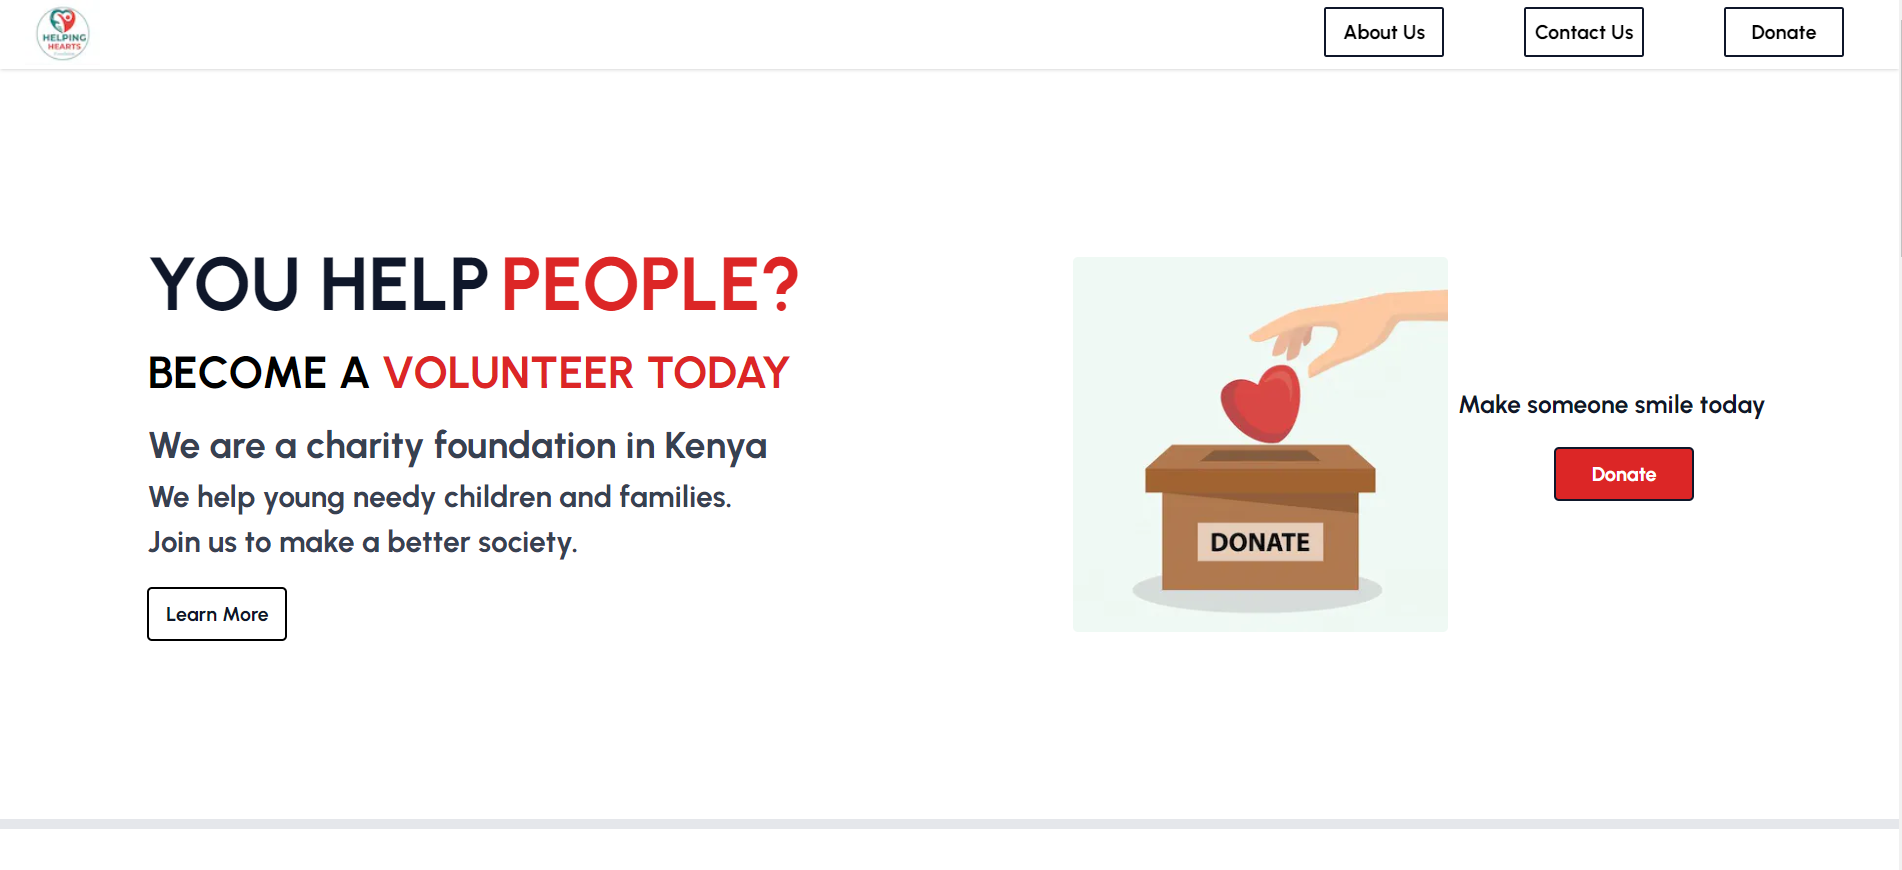 HELPING
HEARTS
About Us
Contact Us
Donate
YOU HELP PEOPLE?
BECOME A VOLUNTEER TODAY
We are a charity foundation in Kenya
We help young needy children and families.
Join us to make a better society.
Learn More
DONATE
Make someone smile today
Donate